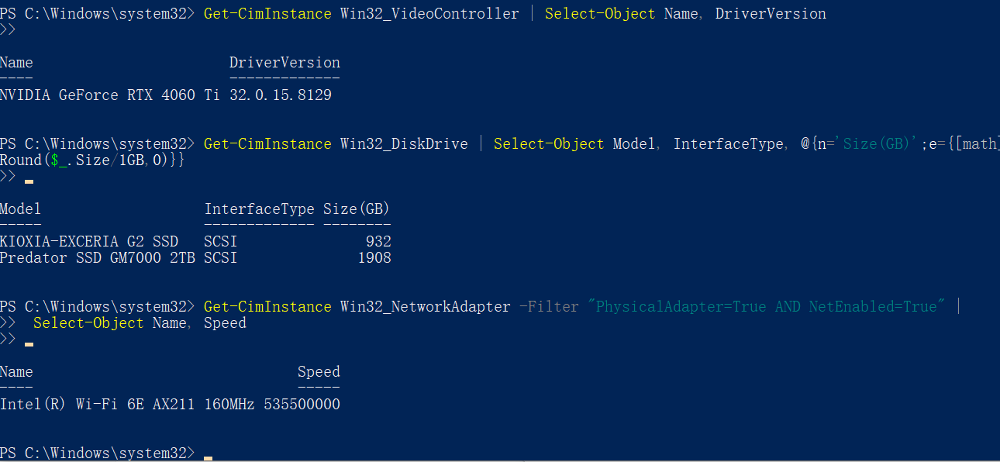 PS C:\Windows\system32> Get-CimInstance Win32_VideoController | Select-Object Name, DriverVersion
>>
Name                       DriverVersion
----                       -------------
NVIDIA GeForce RTX 4060 Ti 32.0.15.8129
PS C:\Windows\system32> Get-CimInstance Win32_DiskDrive | Select-Object Model, InterfaceType, @{n='Size(GB)';e={[math]
Round($_.Size/1GB,0)}}
>>
Model                   InterfaceType Size(GB)
-----                   ------------- --------
KIOXIA-EXCERIA G2 SSD   SCSI               932
Predator SSD GM7000 2TB SCSI              1908
PS C:\Windows\system32> Get-CimInstance Win32_NetworkAdapter -Filter "PhysicalAdapter=True AND NetEnabled=True" |
>>  Select-Object Name, Speed
>>
Name                               Speed
----                               -----
Intel(R) Wi-Fi 6E AX211 160MHz 535500000
PS C:\Windows\system32>